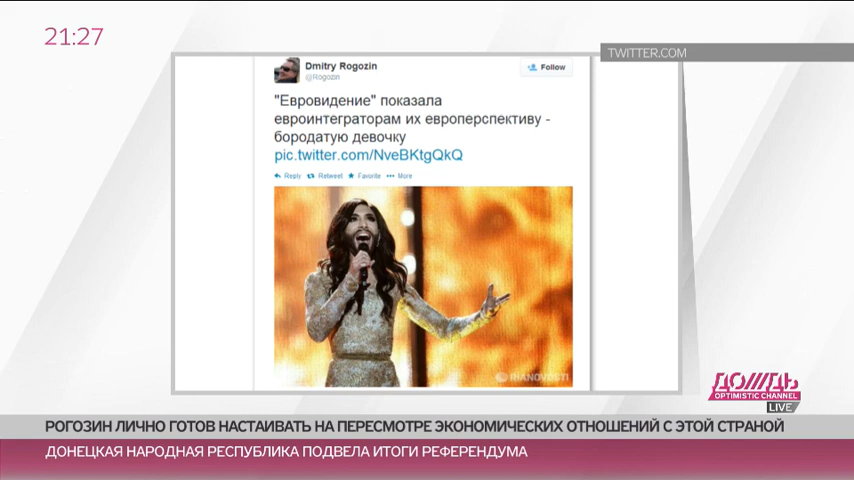 21:27
TWITTER.COM
Dmitry Rogozin
@Rogozin
Follow
"Евровидение" показала
евроинтеграторам их европерспективу -
бородатую девочку
pic.twitter.com/NveBKtgQkQ
Reply Retweet Favorite More
RIANOVOSTI
ДОЖДЬ
OPTIMISTIC CHANNEL
LIVE
РОГОЗИН ЛИЧНО ГОТОВ НАСТАИВАТЬ НА ПЕРЕСМОТРЕ ЭКОНОМИЧЕСКИХ ОТНОШЕНИЙ С ЭТОЙ СТРАНОЙ
ДОНЕЦКАЯ НАРОДНАЯ РЕСПУБЛИКА ПОДВЕЛА ИТОГИ РЕФЕРЕНДУМА